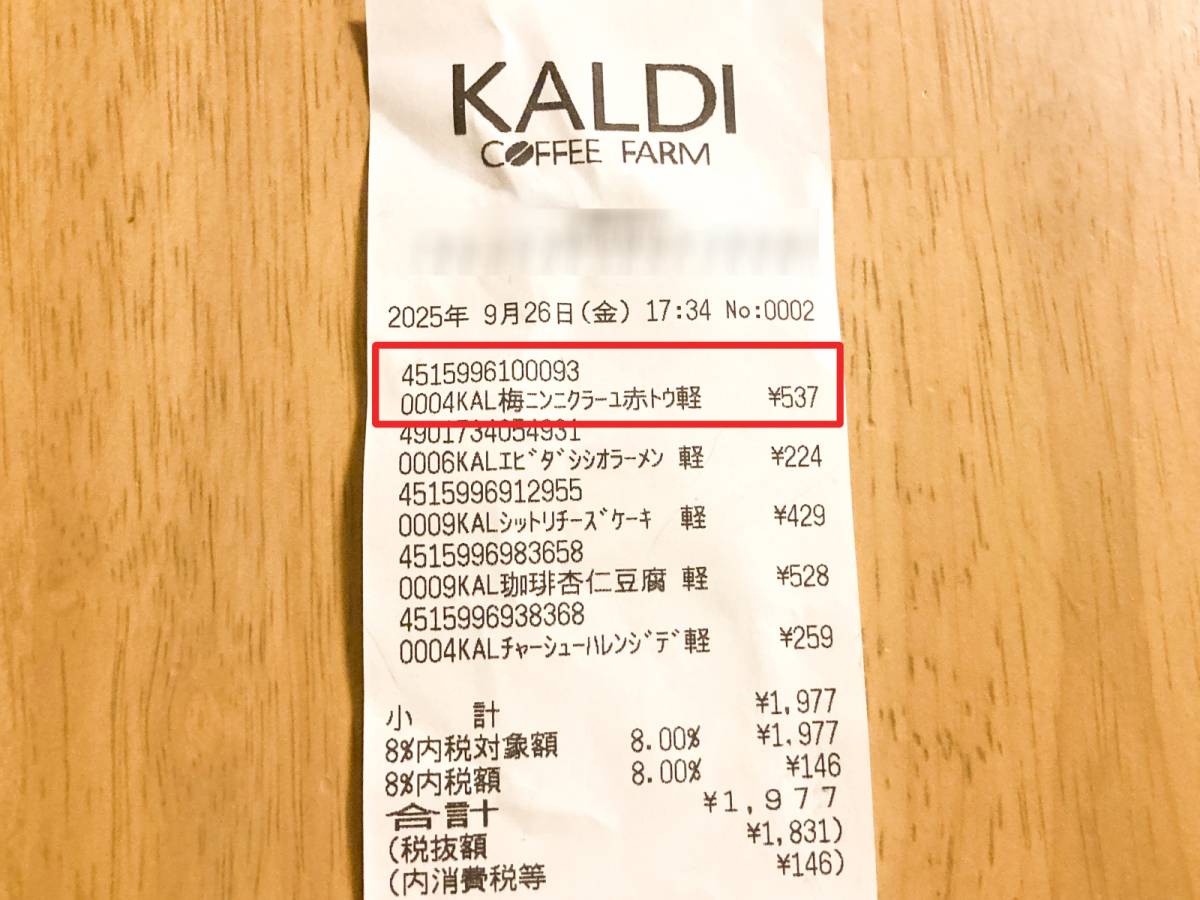 KALDI
COFFEE FARM
2025年 9月26日(金) 17:34 No:0002
4515996100093
0004KAL梅ﾆﾝﾆｸﾗｰﾕ赤ﾄｳ軽 ¥537
4901734054931
0006KALｴﾋﾞﾀﾞｼｼｵﾗｰﾒﾝ 軽 ¥224
4515996912955
0009KALｼｯﾄﾘﾁｰｽﾞｹｰｷ 軽 ¥429
4515996983658
0009KAL珈琲杏仁豆腐 軽 ¥528
4515996938368
0004KALﾁｬｰｼｭｰﾊﾚﾝｼﾞﾃﾞ軽 ¥259
小 計 ¥1,977
8%内税対象額 8.00% ¥1,977
8%内税額 8.00% ¥146
合計 ¥1,977
(税抜額 ¥1,831)
(内消費税等 ¥146)